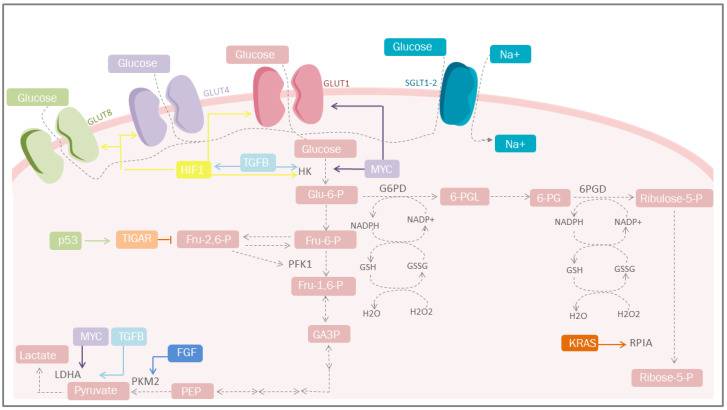 Glucose
Na+
Glucose
Glucose
Glucose
GLUT4
GLUT1
SGLT1-2
GLUT8
Na+
Glucose
HIF1
TGFB
HK
MYC
Glu-6-P
G6PD
6-PGL
6-PG
6PGD
Ribulose-5-P
NADPH
NADP+
NADPH
NADP+
p53
TIGAR
Fru-2,6-P
Fru-6-P
PFK1
GSH
GSSG
GSH
GSSG
Fru-1,6-P
H2O
H2O2
H2O
H2O2
GA3P
MYC
TGFB
FGF
KRAS
RPIA
Lactate
LDHA
PKM2
Pyruvate
PEP
Ribose-5-P